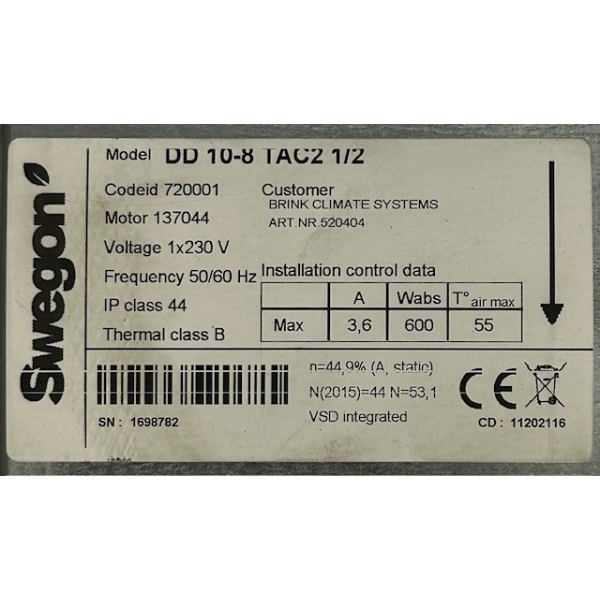 Swegon
Model DD 10-8 TAC2 1/2
Codeid 720001
Motor 137044
Voltage 1x230 V
Frequency 50/60 Hz
IP class 44
Thermal class B
Customer
BRINK CLIMATE SYSTEMS
ART.NR.520404
Installation control data
A Wabs T° air max
Max 3,6 600 55
SN : 1698782
n=44,9% (A, static)
N(2015)=44 N=53,1
VSD integrated
CE
CD : 11202116